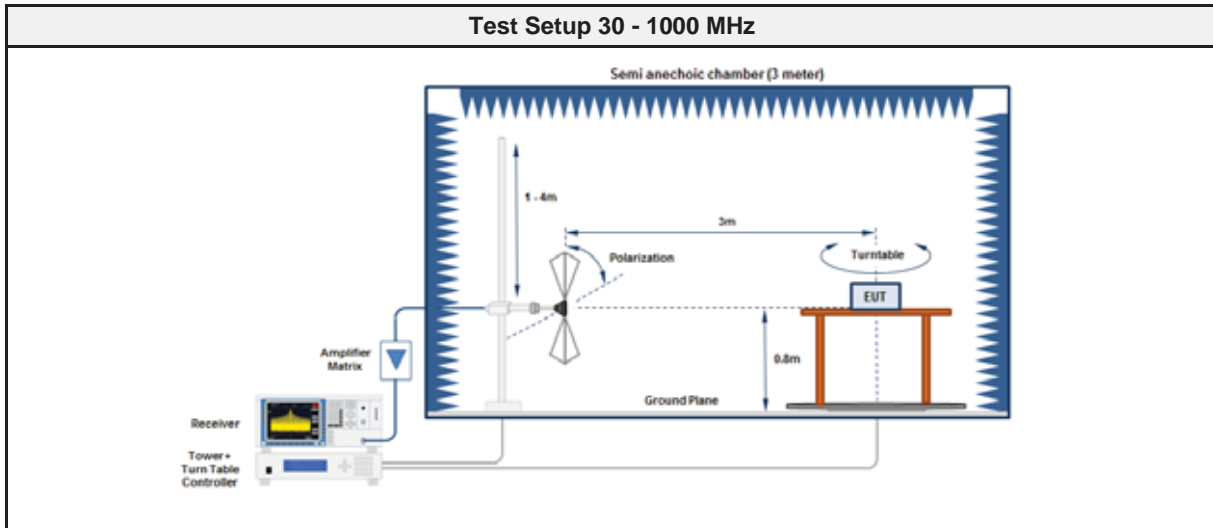 Test Setup 30 - 1000 MHz
Semi anechoic chamber (3 meter)
1 - 4m
3m
Polarization
Turntable
EUT
Amplifier
Matrix
0.8m
Ground Plane
Receiver
Tower+
Turn Table
Controller